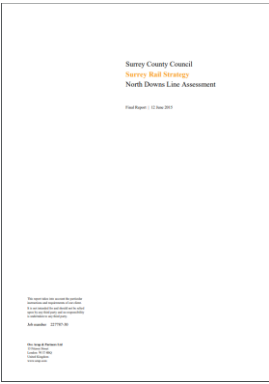 Surrey County Council
Surrey Rail Strategy
North Downs Line Assessment
Final Report | 12 June 2015
This report takes into account the particular
instructions and requirements of our client.
It is not intended for and should not be relied
upon by any third party and no responsibility
is undertaken to any third party.
Job number
Ove Arup & Partners Ltd
13 Fitzroy Street
London W1T 4BQ
United Kingdom
www.arup.com